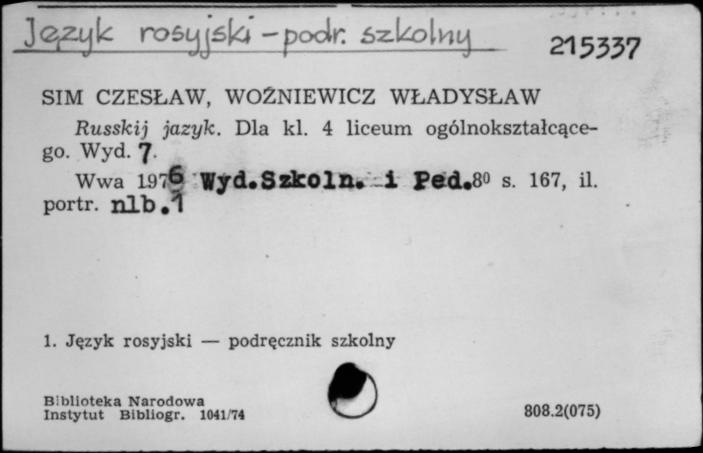 Język rosyjski - podr. szkolny
215337
SIM CZESŁAW, WOŹNIEWICZ WŁADYSŁAW
Russkij jazyk. Dla kl. 4 liceum ogólnokształcące-
go. Wyd. 7.
Wwa 1976 Wyd.Szkoln. i Ped.8⁰ s. 167, il.
portr. nlb.1
1. Język rosyjski — podręcznik szkolny
Biblioteka Narodowa
Instytut Bibliogr. 1041/74
808.2(075)